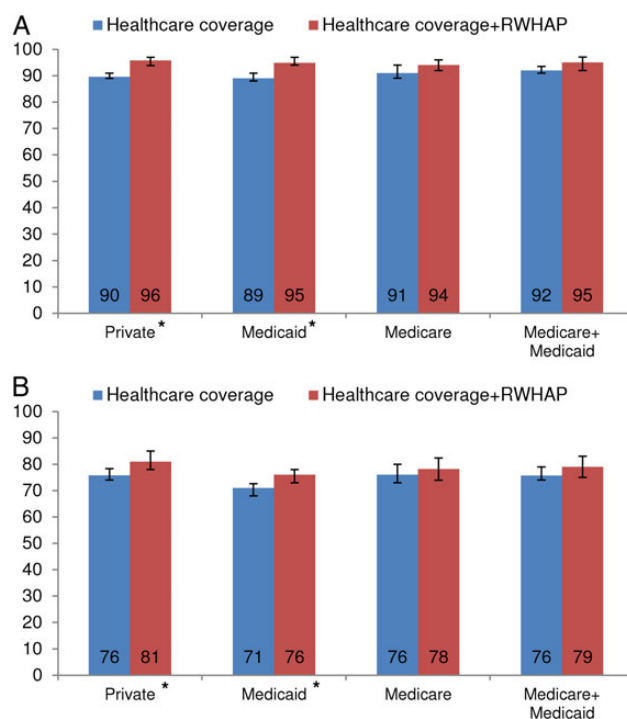 A
Healthcare coverage Healthcare coverage+RWHAP
100
90
80
70
60
50
40
30
20
10
0
90 96 89 95 91 94 92 95
Private* Medicaid* Medicare Medicare+
Medicaid
B
Healthcare coverage Healthcare coverage+RWHAP
100
90
80
70
60
50
40
30
20
10
0
76 81 71 76 76 78 76 79
Private * Medicaid * Medicare Medicare+
Medicaid